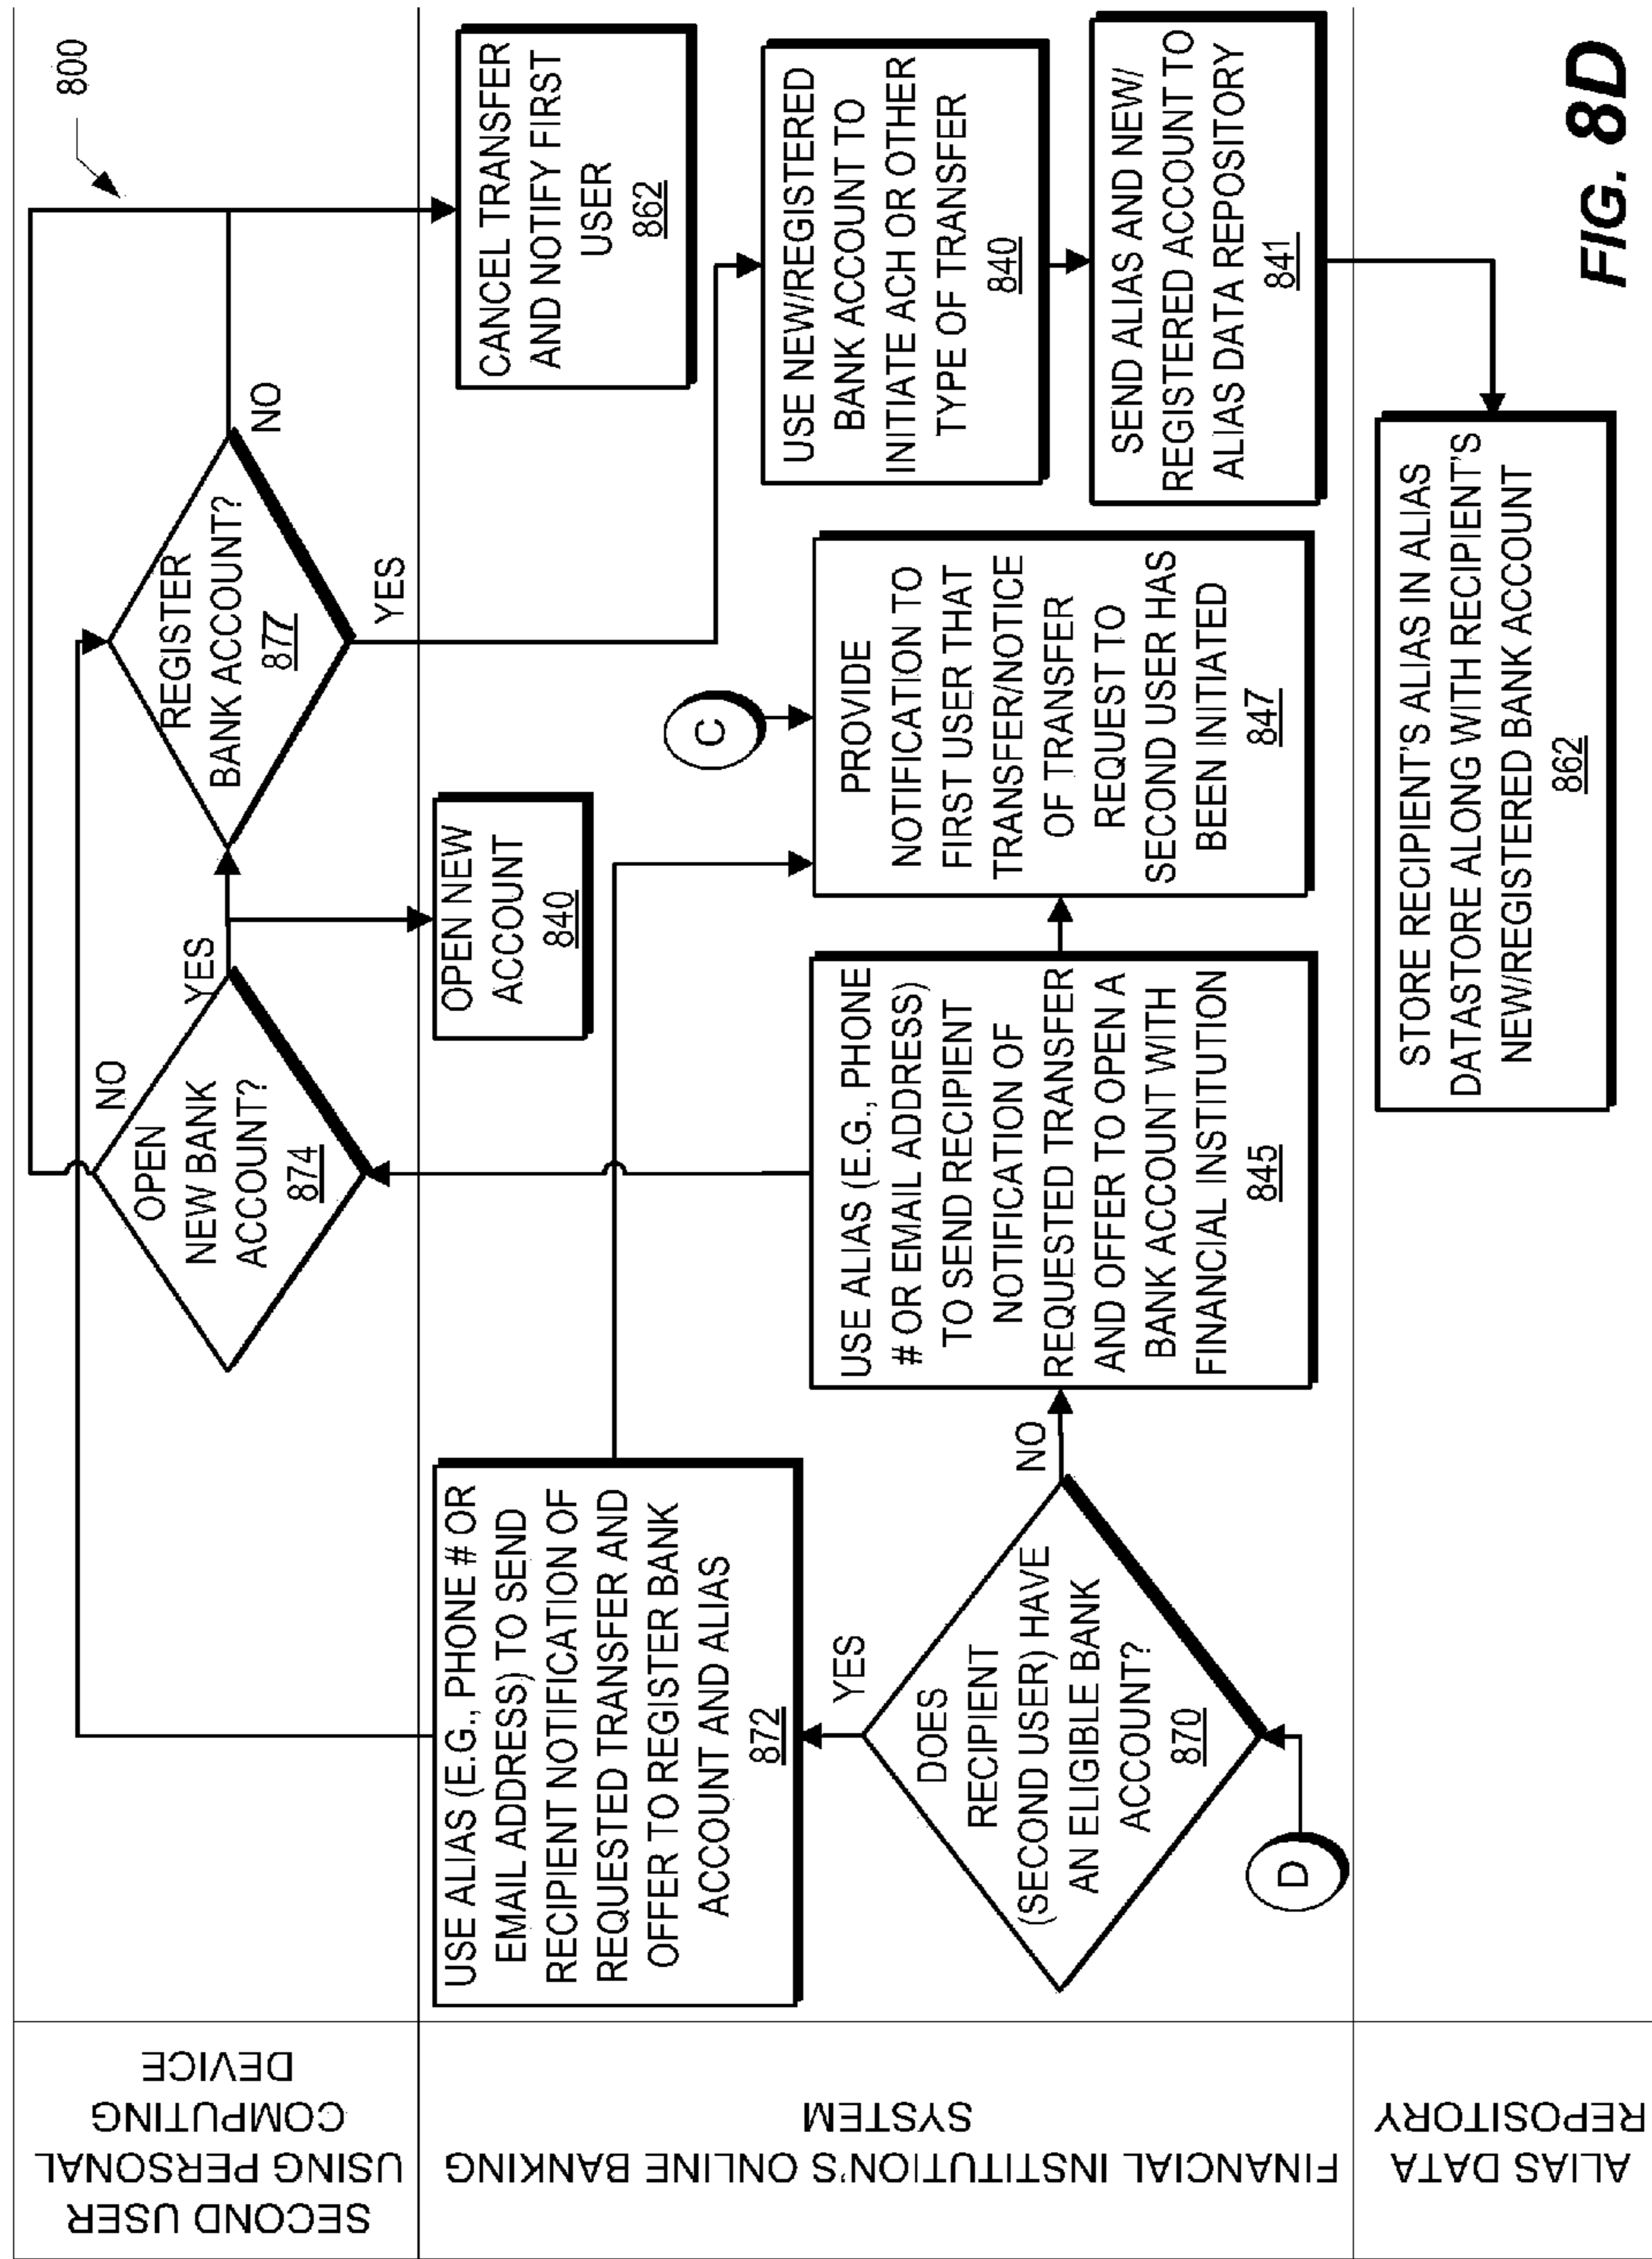 SECOND USER
USING PERSONAL
COMPUTING
DEVICE
FINANCIAL INSTITUTION'S ONLINE BANKING
SYSTEM
ALIAS DATA
REPOSITORY
800
OPEN
NEW BANK
ACCOUNT?
874
NO
YES
REGISTER
BANK ACCOUNT?
877
NO
YES
USE ALIAS (E.G., PHONE # OR
EMAIL ADDRESS) TO SEND
RECIPIENT NOTIFICATION OF
REQUESTED TRANSFER AND
OFFER TO REGISTER BANK
ACCOUNT AND ALIAS
872
OPEN NEW
ACCOUNT
840
CANCEL TRANSFER
AND NOTIFY FIRST
USER
862
YES
DOES
RECIPIENT
(SECOND USER) HAVE
AN ELIGIBLE BANK
ACCOUNT?
870
NO
D
USE ALIAS (E.G., PHONE
# OR EMAIL ADDRESS)
TO SEND RECIPIENT
NOTIFICATION OF
REQUESTED TRANSFER
AND OFFER TO OPEN A
BANK ACCOUNT WITH
FINANCIAL INSTITUTION
845
C
PROVIDE
NOTIFICATION TO
FIRST USER THAT
TRANSFER/NOTICE
OF TRANSFER
REQUEST TO
SECOND USER HAS
BEEN INITIATED
847
USE NEW/REGISTERED
BANK ACCOUNT TO
INITIATE ACH OR OTHER
TYPE OF TRANSFER
840
SEND ALIAS AND NEW/
REGISTERED ACCOUNT TO
ALIAS DATA REPOSITORY
841
STORE RECIPIENT'S ALIAS IN ALIAS
DATASTORE ALONG WITH RECIPIENT'S
NEW/REGISTERED BANK ACCOUNT
862
FIG. 8D